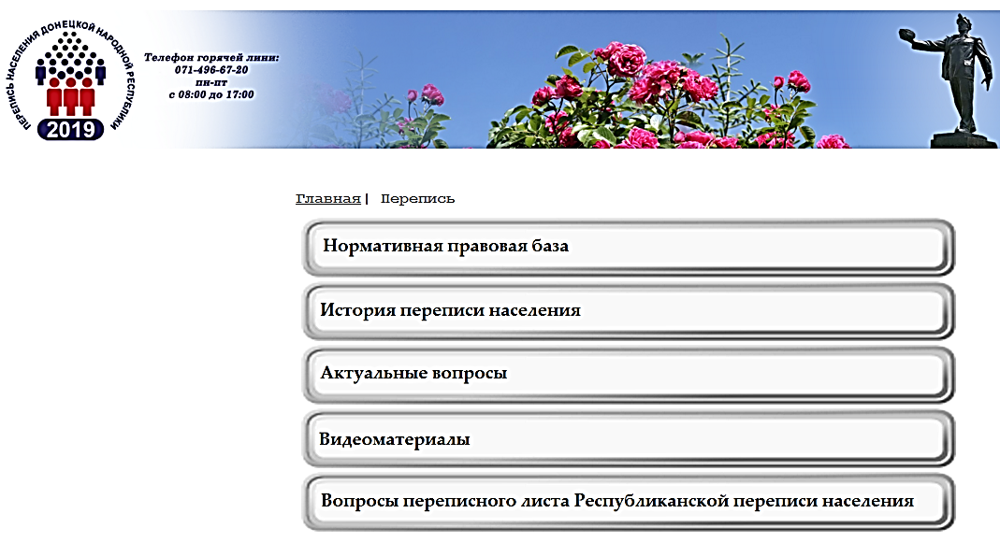 ПЕРЕПИСЬ НАСЕЛЕНИЯ ДОНЕЦКОЙ НАРОДНОЙ РЕСПУБЛИКИ
2019
Телефон горячей лини:
071-496-67-20
пн-пт
с 08:00 до 17:00
Главная | Перепись
Нормативная правовая база
История переписи населения
Актуальные вопросы
Видеоматериалы
Вопросы переписного листа Республиканской переписи населения